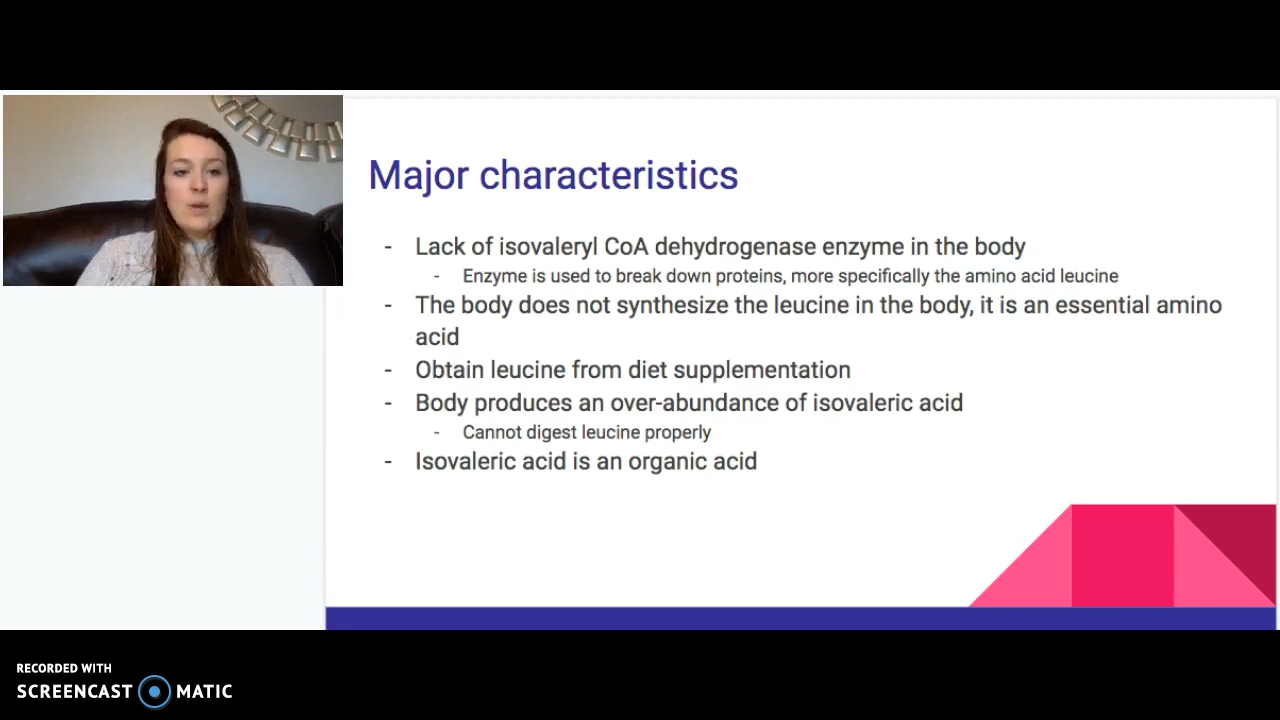 Major characteristics
- Lack of isovaleryl CoA dehydrogenase enzyme in the body
- Enzyme is used to break down proteins, more specifically the amino acid leucine
- The body does not synthesize the leucine in the body, it is an essential amino
acid
- Obtain leucine from diet supplementation
- Body produces an over-abundance of isovaleric acid
- Cannot digest leucine properly
- Isovaleric acid is an organic acid
RECORDED WITH
SCREENCAST MATIC